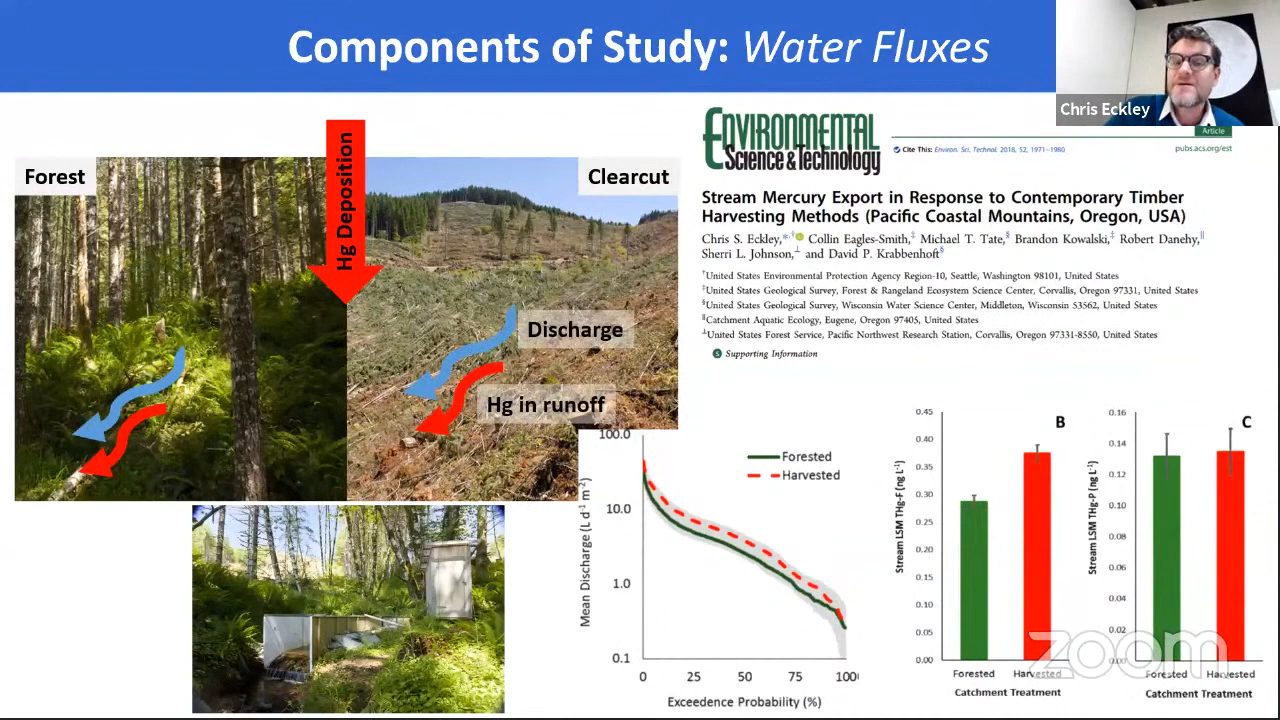 Components of Study: Water Fluxes
Chris Eckley
Forest
Hg Deposition
Clearcut
Discharge
Hg in runoff
ENVIRONMENTAL
Science & Technology
Article
Cite This: Environ. Sci. Technol. 2018, 52, 1971−1980
pubs.acs.org/est
Stream Mercury Export in Response to Contemporary Timber
Harvesting Methods (Pacific Coastal Mountains, Oregon, USA)
Chris S. Eckley,*,† Collin Eagles-Smith,‡ Michael T. Tate,§ Brandon Kowalski,‡ Robert Danehy,∥
Sherri L. Johnson,⊥ and David P. Krabbenhoft§
†United States Environmental Protection Agency Region-10, Seattle, Washington 98101, United States
‡United States Geological Survey, Forest & Rangeland Ecosystem Science Center, Corvallis, Oregon 97331, United States
§United States Geological Survey, Wisconsin Water Science Center, Middleton, Wisconsin 53562, United States
∥Catchment Aquatic Ecology, Eugene, Oregon 97405, United States
⊥United States Forest Service, Pacific Northwest Research Station, Corvallis, Oregon 97331-8550, United States
S Supporting Information
Mean Discharge (L d⁻¹ m⁻²)
100.0
10.0
1.0
0.1
Forested
Harvested
0 25 50 75 100
Exceedence Probability (%)
B
Stream LSM THg-F (ng L⁻¹)
0.45
0.40
0.35
0.30
0.25
0.20
0.15
0.10
0.05
0.00
Forested Harvested
Catchment Treatment
C
Stream LSM THg-P (ng L⁻¹)
0.16
0.14
0.12
0.10
0.08
0.06
0.04
0.02
0.00
Forested Harvested
Catchment Treatment
zoom